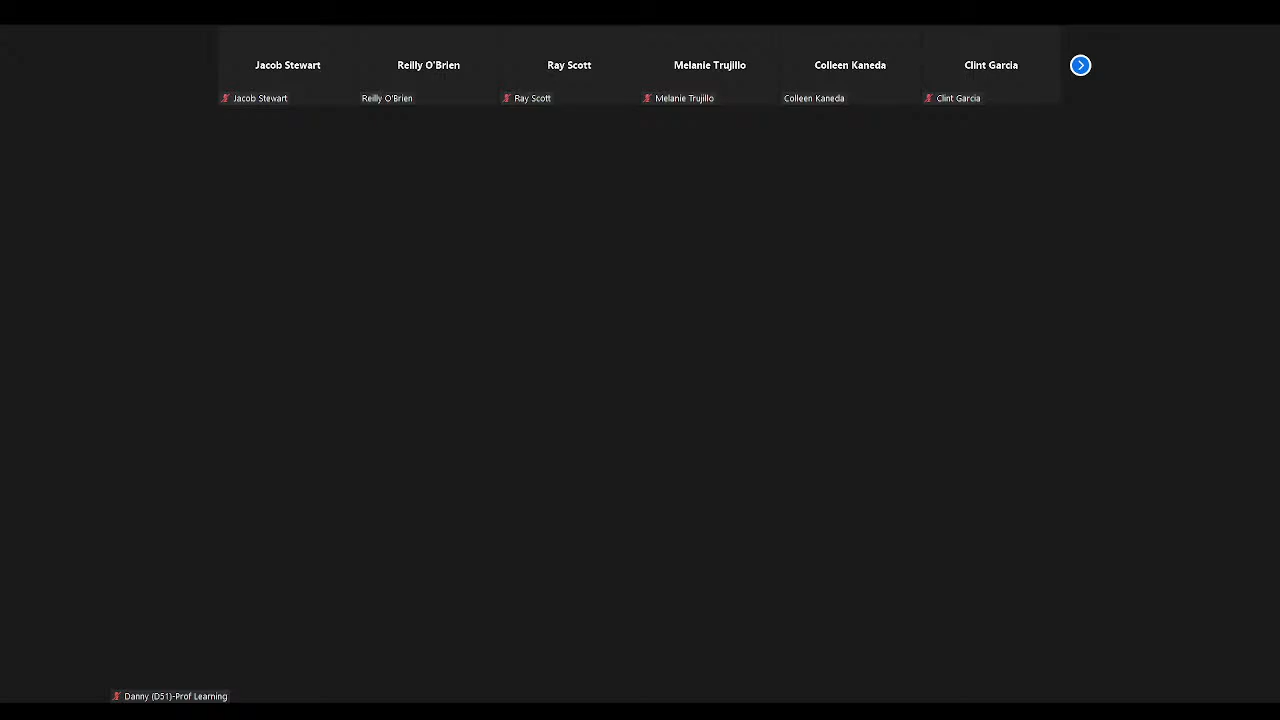 Jacob Stewart
Reilly O'Brien
Ray Scott
Melanie Trujillo
Colleen Kaneda
Clint Garcia
Jacob Stewart
Reilly O'Brien
Ray Scott
Melanie Trujillo
Colleen Kaneda
Clint Garcia
Danny (D51)-Prof Learning